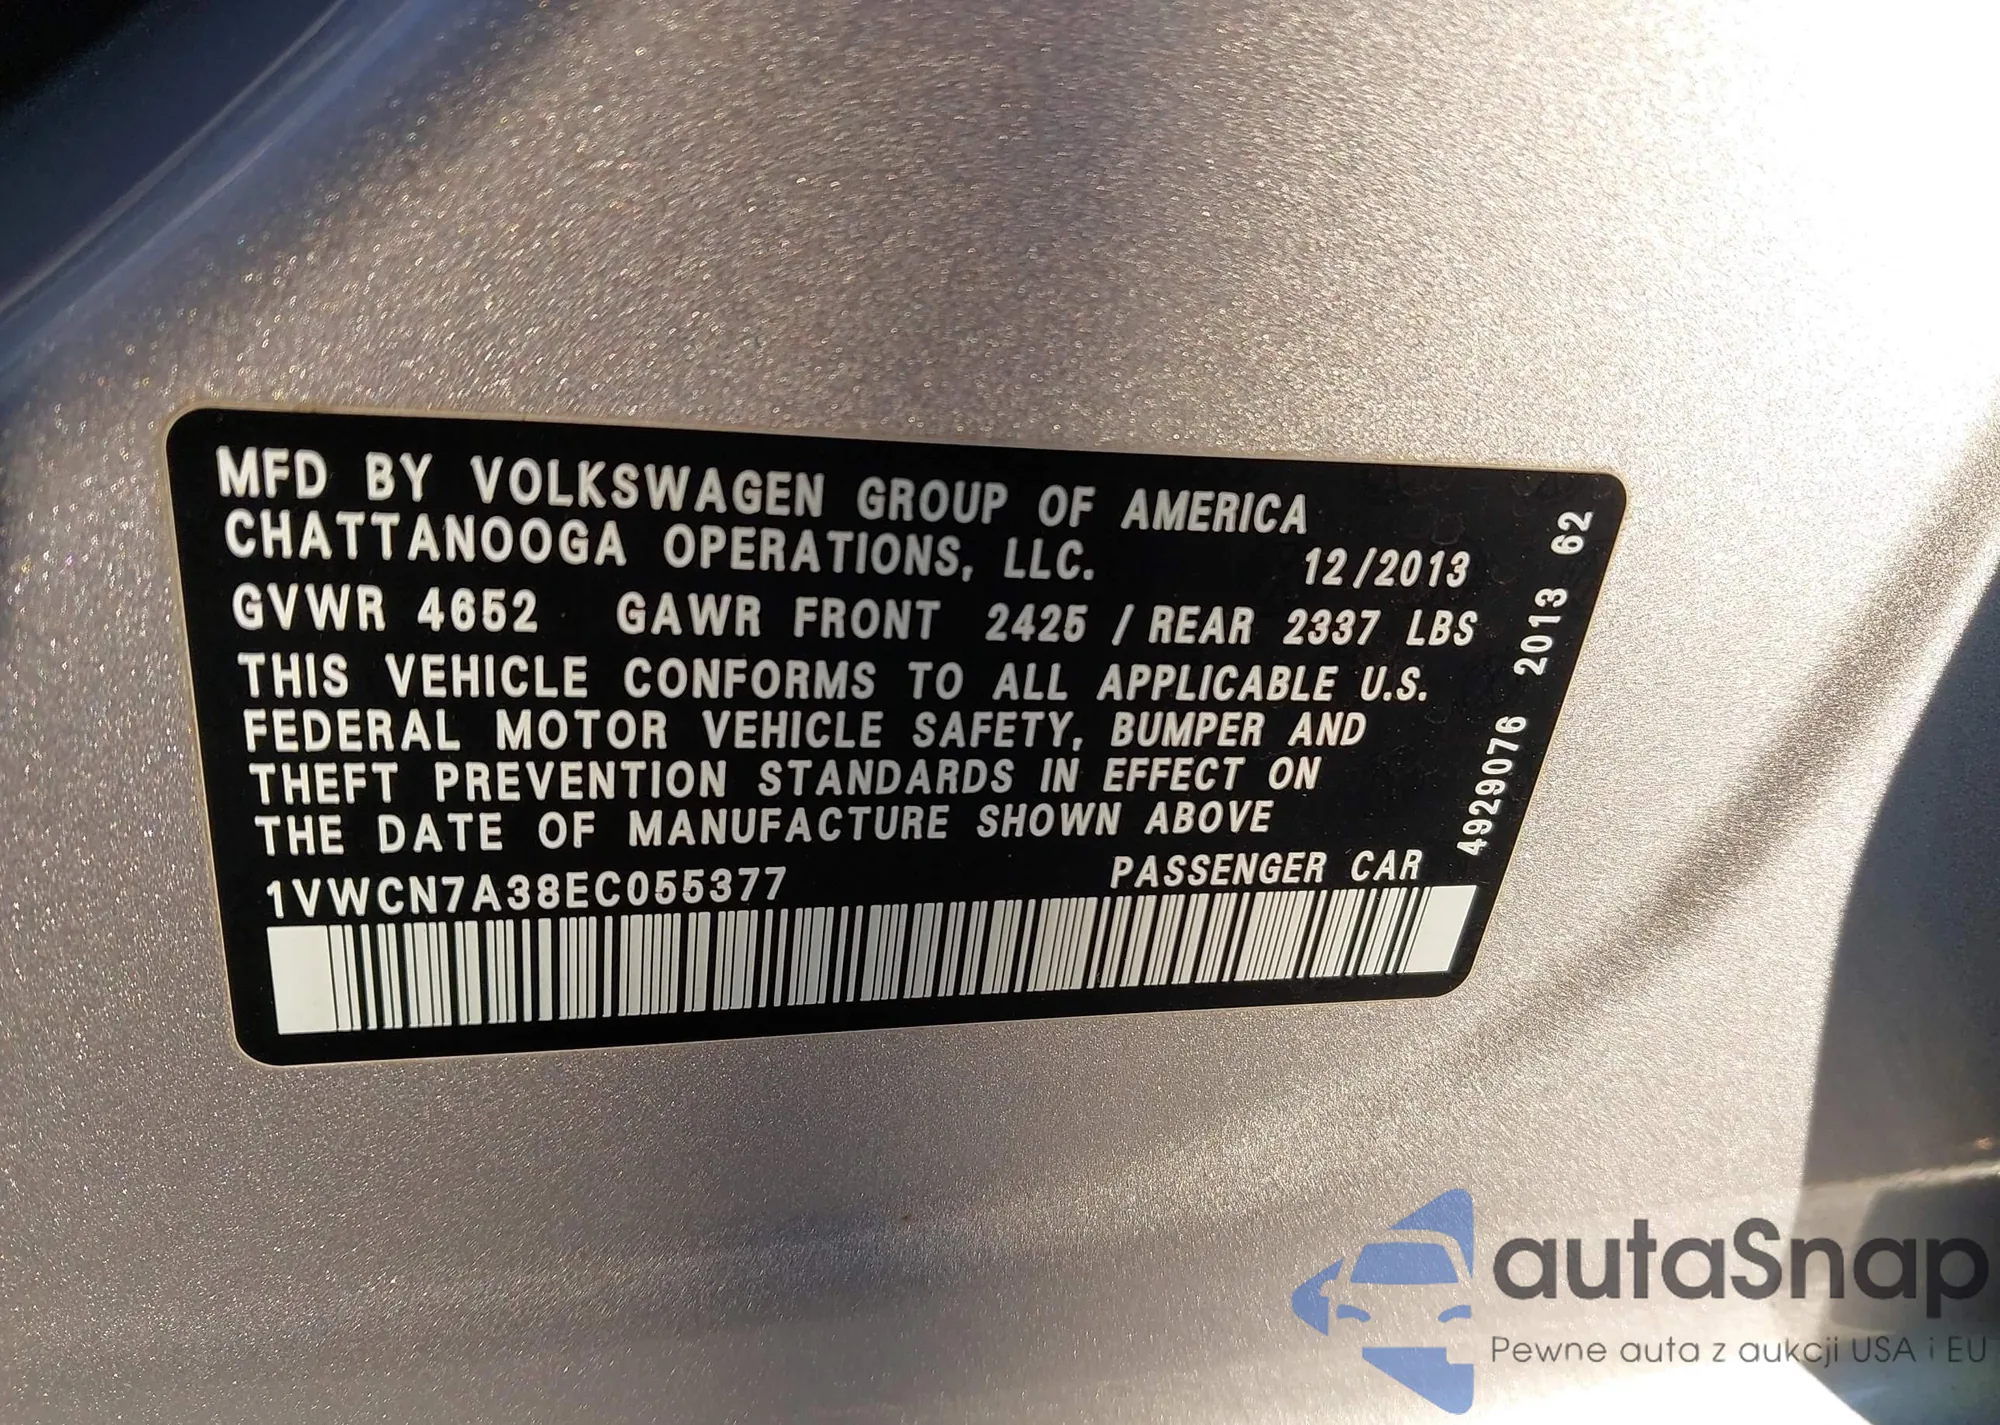 MFD BY VOLKSWAGEN GROUP OF AMERICA
CHATTANOOGA OPERATIONS, LLC. 12/2013
GVWR 4652 GAWR FRONT 2425 / REAR 2337 LBS
THIS VEHICLE CONFORMS TO ALL APPLICABLE U.S.
FEDERAL MOTOR VEHICLE SAFETY, BUMPER AND
THEFT PREVENTION STANDARDS IN EFFECT ON
THE DATE OF MANUFACTURE SHOWN ABOVE
1VWCN7A38EC055377 PASSENGER CAR
4929076 2013 62
autaSnap
Pewne auta z aukcji USA i EU